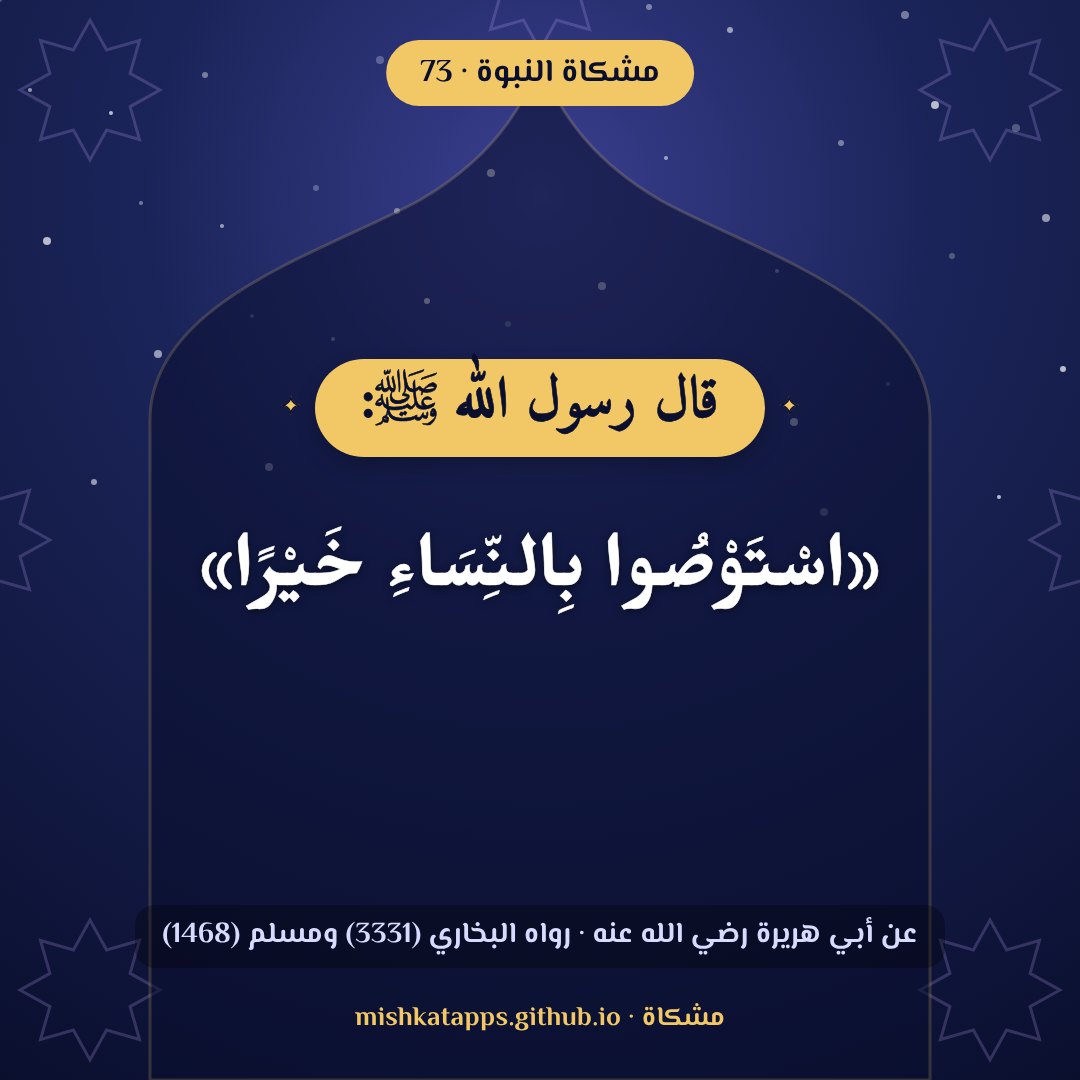 مشكاة النبوة · 73
قال رسول الله ﷺ:
«اسْتَوْصُوا بِالنِّسَاءِ خَيْرًا»
عن أبي هريرة رضي الله عنه · رواه البخاري (3331) ومسلم (1468)
مشكاة · mishkatapps.github.io